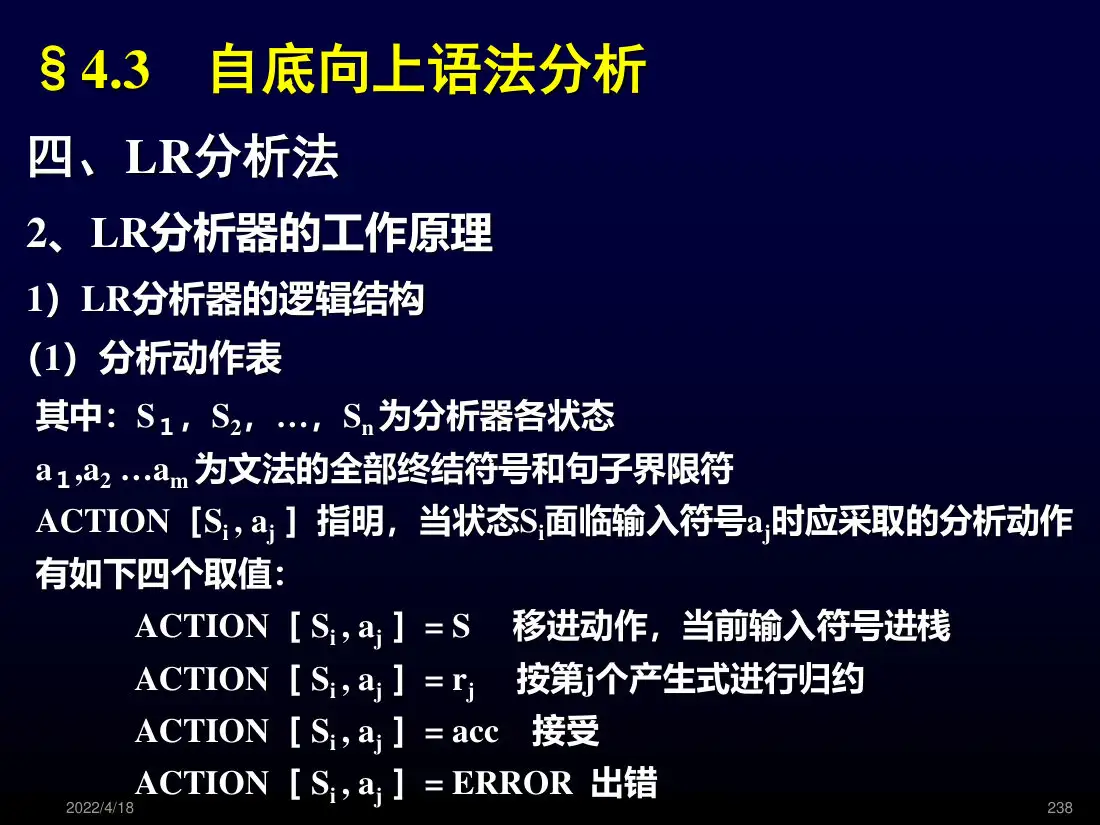 §4.3 自底向上语法分析
四、LR分析法
2、LR分析器的工作原理
1）LR分析器的逻辑结构
（1）分析动作表
其中：S₁，S₂，…，Sₙ为分析器各状态
a₁,a₂ …aₘ 为文法的全部终结符号和句子界限符
ACTION［Sᵢ , aⱼ ］指明，当状态Sᵢ面临输入符号aⱼ时应采取的分析动作
有如下四个取值：
ACTION［ Sᵢ , aⱼ ］= S 移进动作，当前输入符号进栈
ACTION［ Sᵢ , aⱼ ］= rⱼ 按第j个产生式进行归约
ACTION［ Sᵢ , aⱼ ］= acc 接受
ACTION［ Sᵢ , aⱼ ］= ERROR 出错
2022/4/18 238